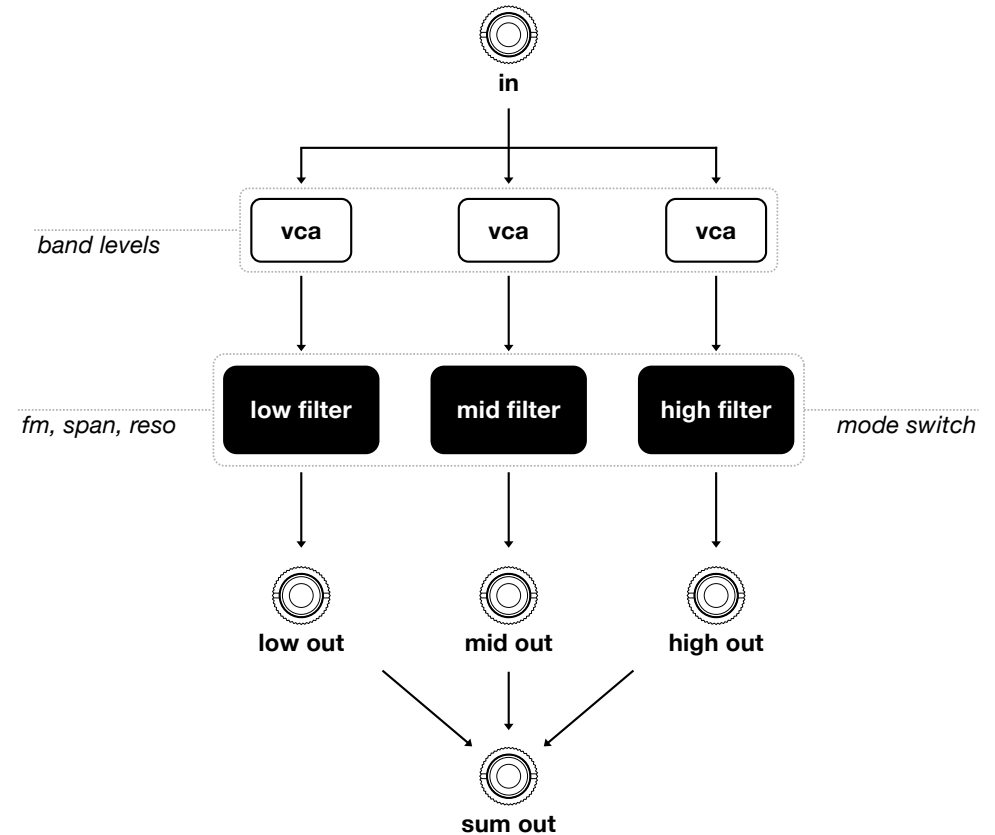 in
vca
vca
vca
band levels
low filter
mid filter
high filter
fm, span, reso
mode switch
low out
mid out
high out
sum out